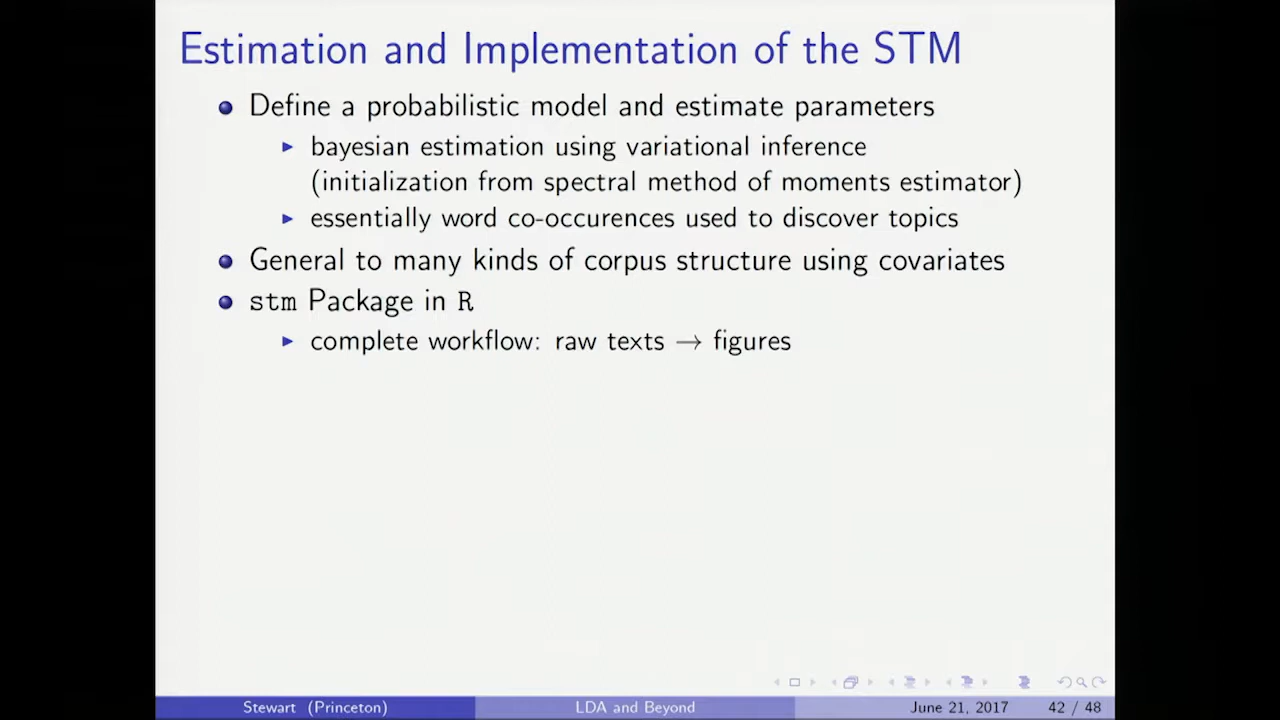 Estimation and Implementation of the STM
Define a probabilistic model and estimate parameters
bayesian estimation using variational inference
(initialization from spectral method of moments estimator)
essentially word co-occurences used to discover topics
General to many kinds of corpus structure using covariates
stm Package in R
complete workflow: raw texts → figures
Stewart (Princeton) LDA and Beyond June 21, 2017 42 / 48